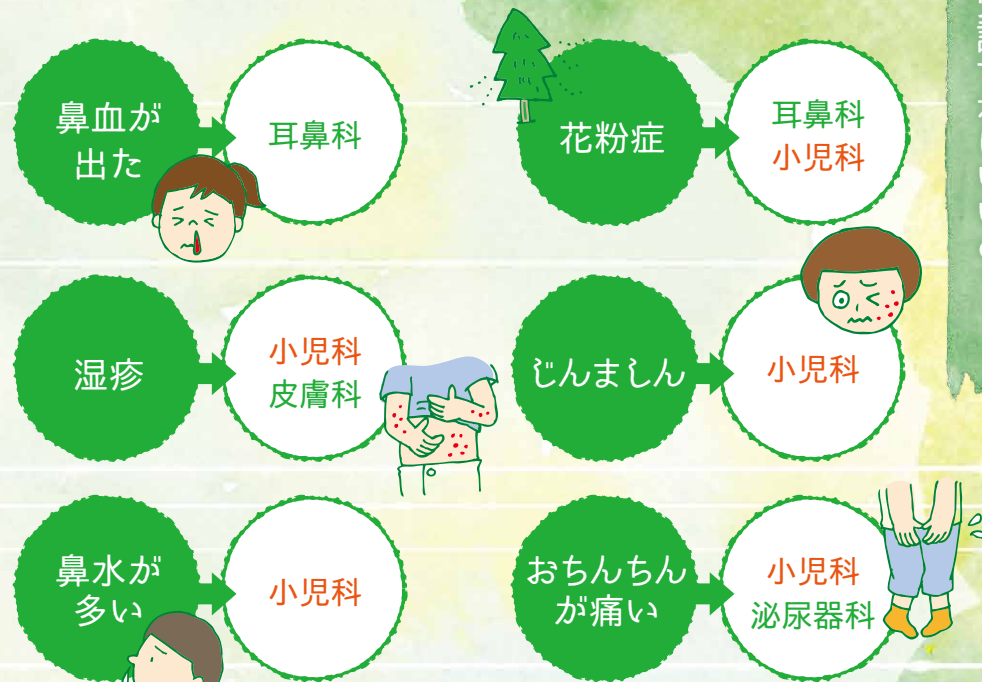 鼻血が
出た
耳鼻科
花粉症
耳鼻科
小児科
湿疹
小児科
皮膚科
じんましん
小児科
鼻水が
多い
小児科
おちんちん
が痛い
小児科
泌尿器科